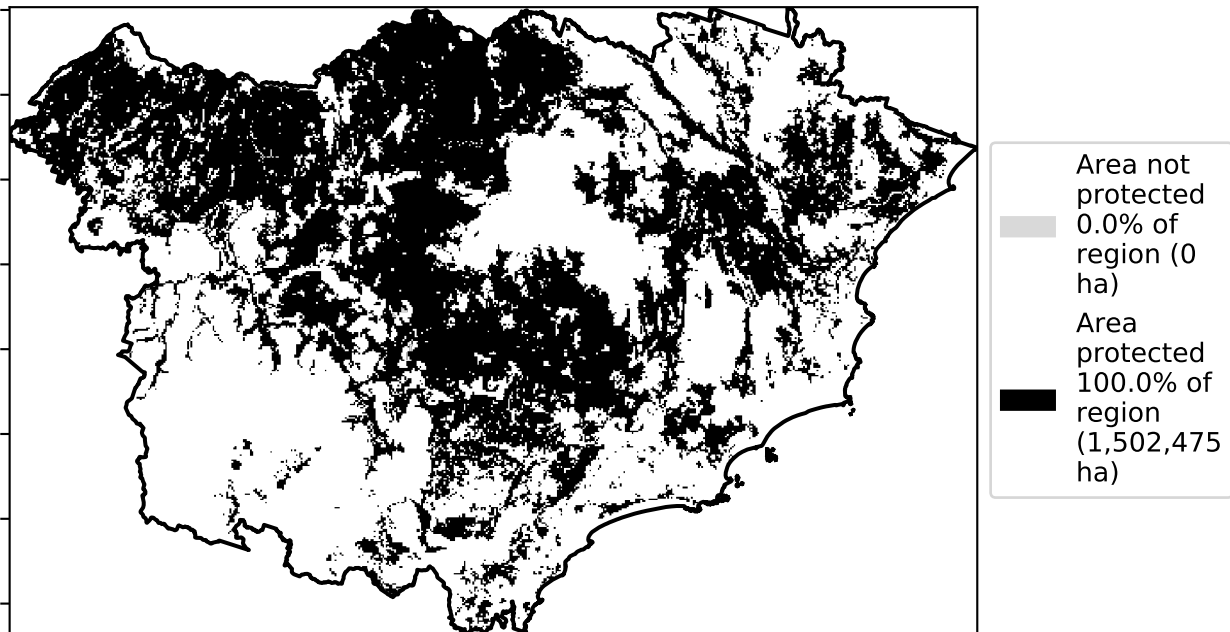 Area not
protected
0.0% of
region (0
ha)
Area
protected
100.0% of
region
(1,502,475
ha)